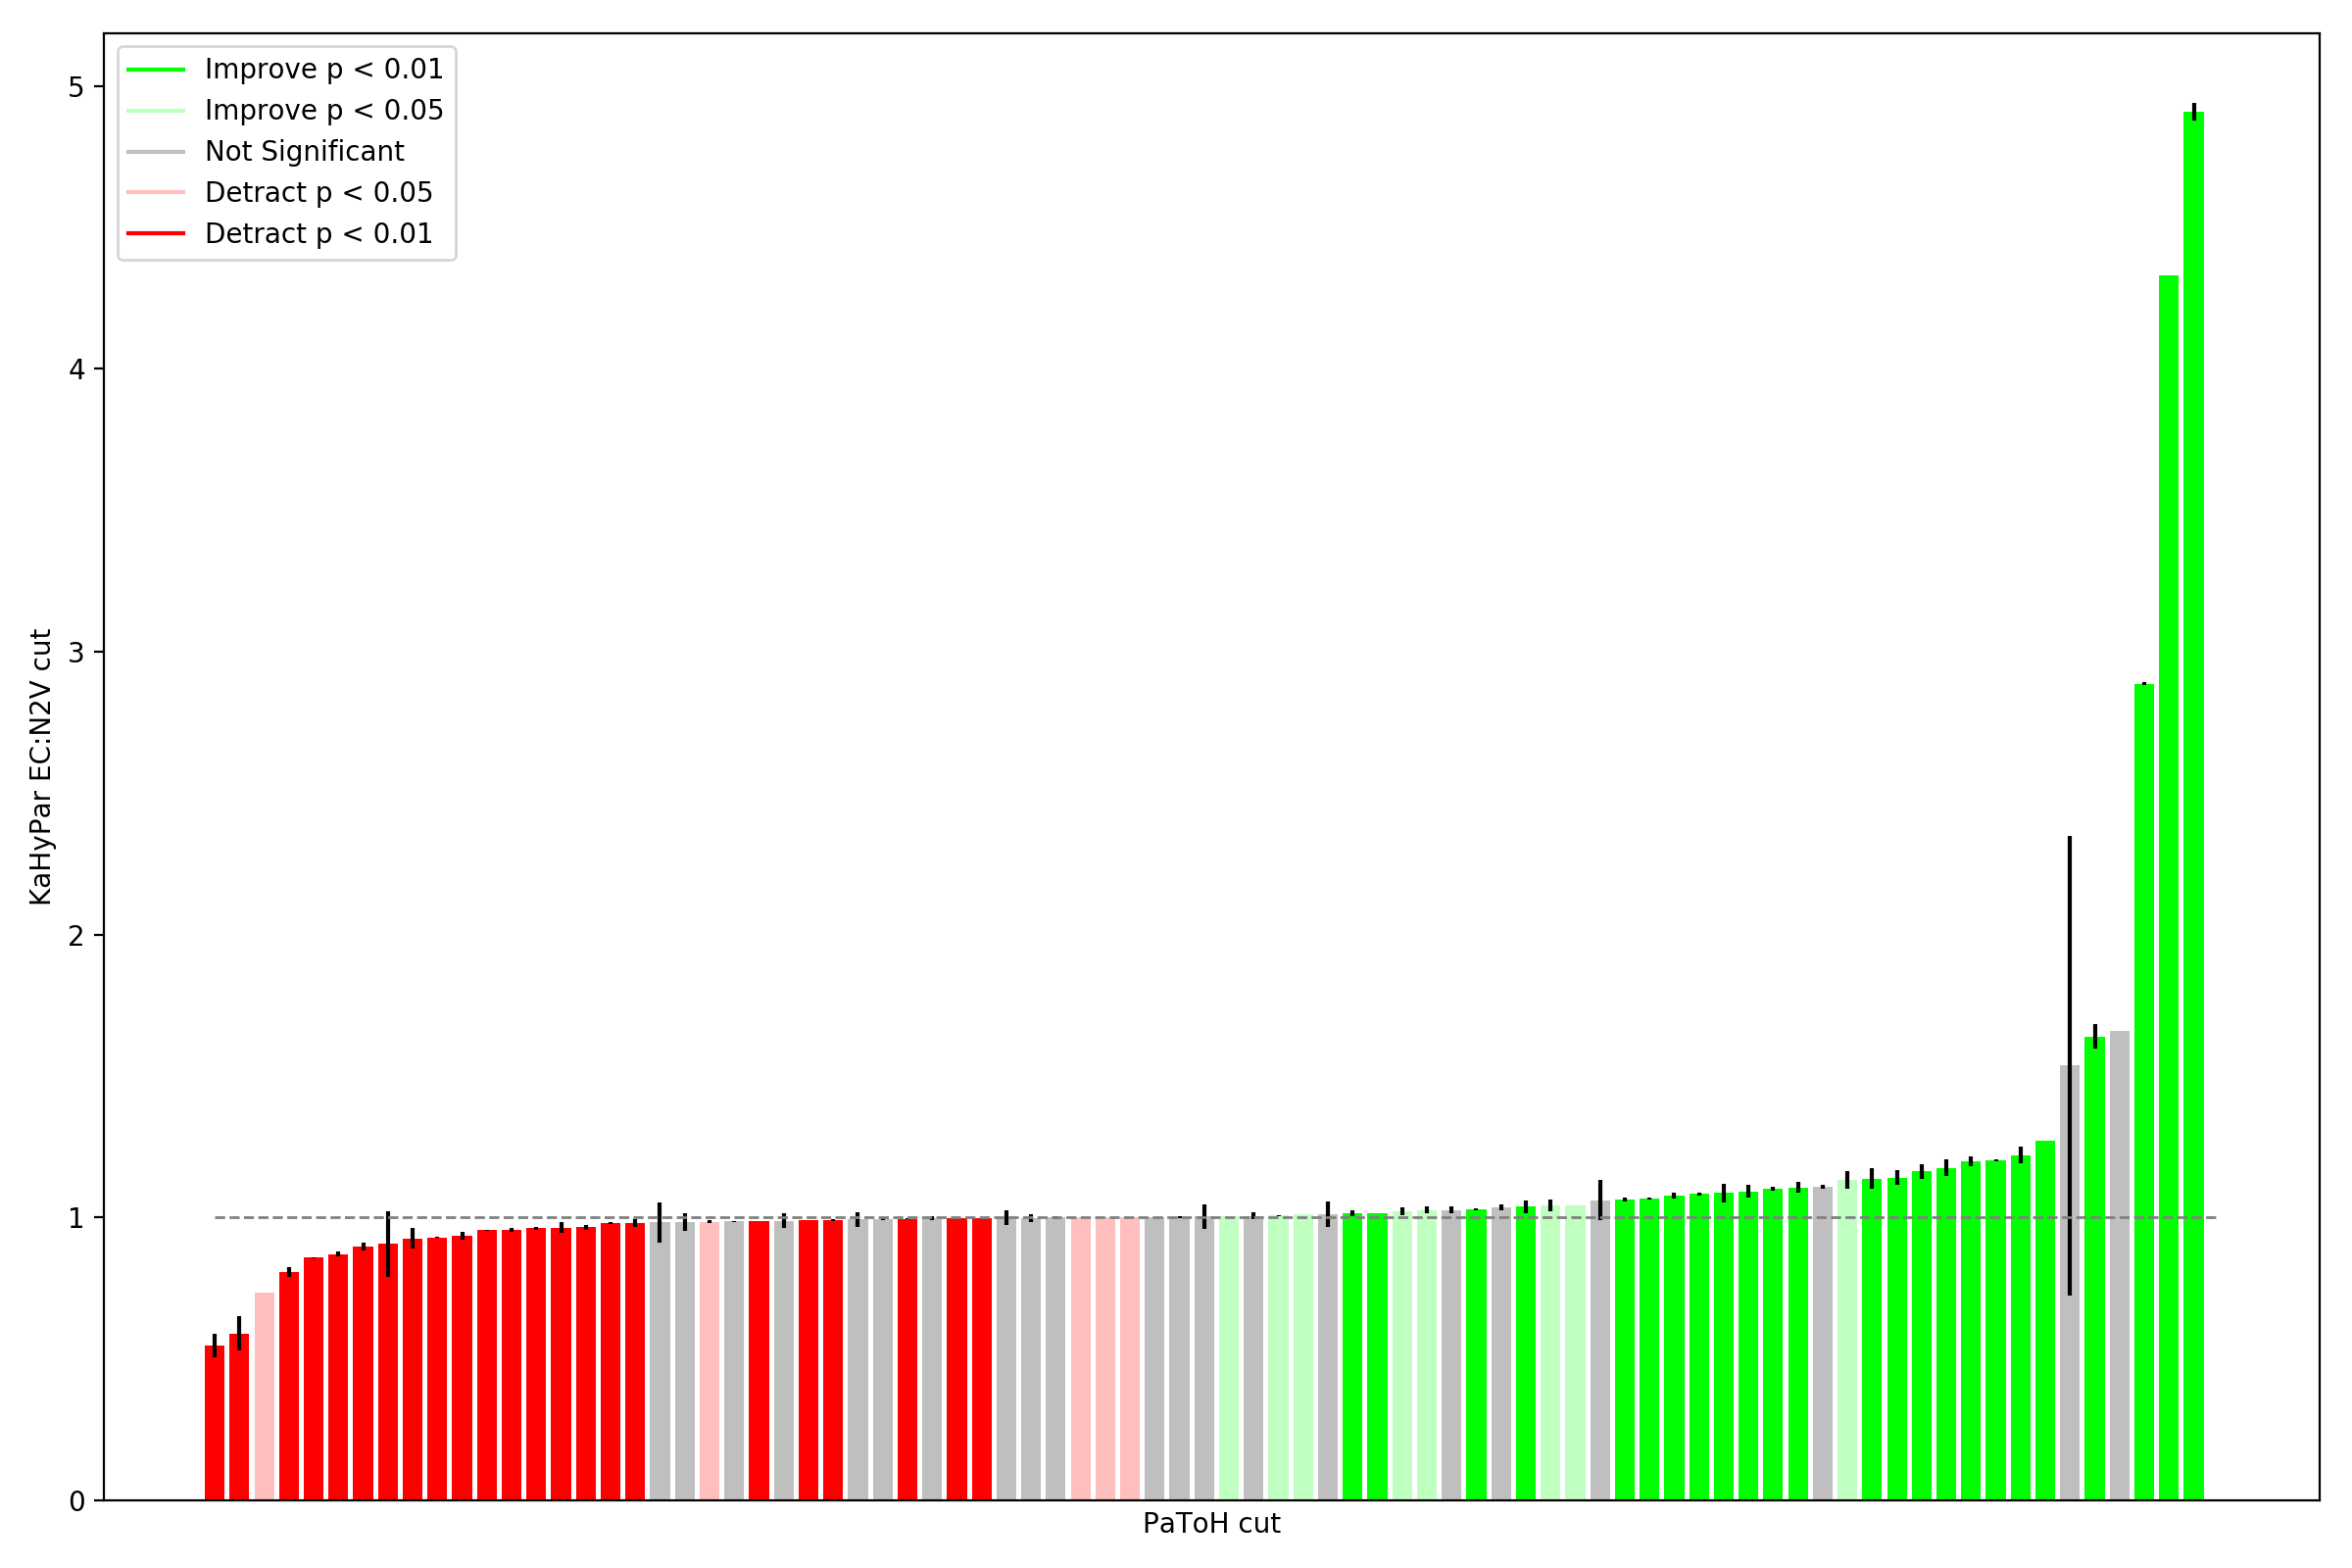 Improve p < 0.01
Improve p < 0.05
Not Significant
Detract p < 0.05
Detract p < 0.01
5
4
3
2
1
0
KaHyPar EC:N2V cut
PaToH cut